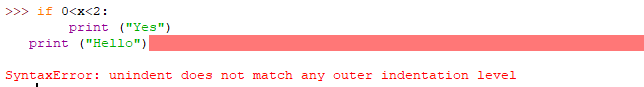 >>> if 0<x<2:
        print ("Yes")
   print ("Hello")
SyntaxError: unindent does not match any outer indentation level